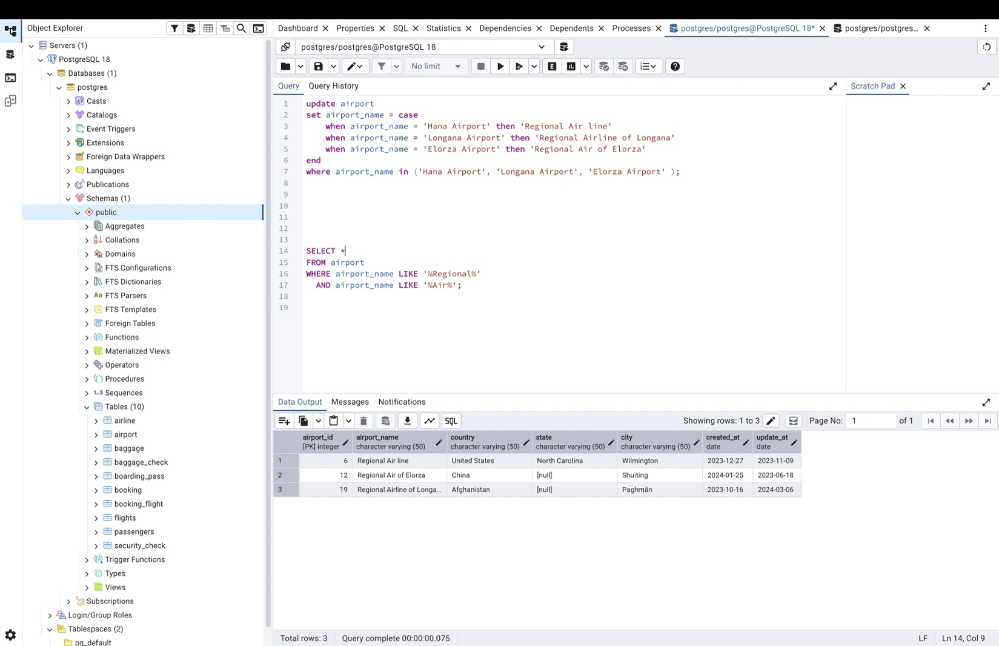 Object Explorer
Dashboard
Properties
SQL
Statistics
Dependencies
Dependents
Processes
postgres/postgres@PostgreSQL 18*
postgres/postgres...
Servers (1)
PostgreSQL 18
Databases (1)
postgres
Casts
Catalogs
Event Triggers
Extensions
Foreign Data Wrappers
Languages
Publications
Schemas (1)
public
Aggregates
Collations
Domains
FTS Configurations
FTS Dictionaries
Aa FTS Parsers
FTS Templates
Foreign Tables
Functions
Materialized Views
Operators
Procedures
1..3 Sequences
Tables (10)
airline
airport
baggage
baggage_check
boarding_pass
booking
booking_flight
flights
passengers
security_check
Trigger Functions
Types
Views
Subscriptions
Login/Group Roles
Tablespaces (2)
pg_default
postgres/postgres@PostgreSQL 18
No limit
E
Query
Query History
Scratch Pad
1 update airport
2 set airport_name = case
3 when airport_name = 'Hana Airport' then 'Regional Air line'
4 when airport_name = 'Longana Airport' then 'Regional Airline of Longana'
5 when airport_name = 'Elorza Airport' then 'Regional Air of Elorza'
6 end
7 where airport_name in ('Hana Airport', 'Longana Airport', 'Elorza Airport' );
8
9
10
11
12
13
14 SELECT *
15 FROM airport
16 WHERE airport_name LIKE '%Regional%'
17 AND airport_name LIKE '%Air%';
18
19
Data Output
Messages
Notifications
SQL
Showing rows: 1 to 3
Page No: 1 of 1
airport_id airport_name country state city created_at update_at
[PK] integer character varying (50) character varying (50) character varying (50) character varying (50) date date
1 6 Regional Air line United States North Carolina Wilmington 2023-12-27 2023-11-09
2 12 Regional Air of Elorza China [null] Shuiting 2024-01-25 2023-06-18
3 19 Regional Airline of Longa... Afghanistan [null] Paghmān 2023-10-16 2024-03-06
Total rows: 3
Query complete 00:00:00.075
LF
Ln 14, Col 9